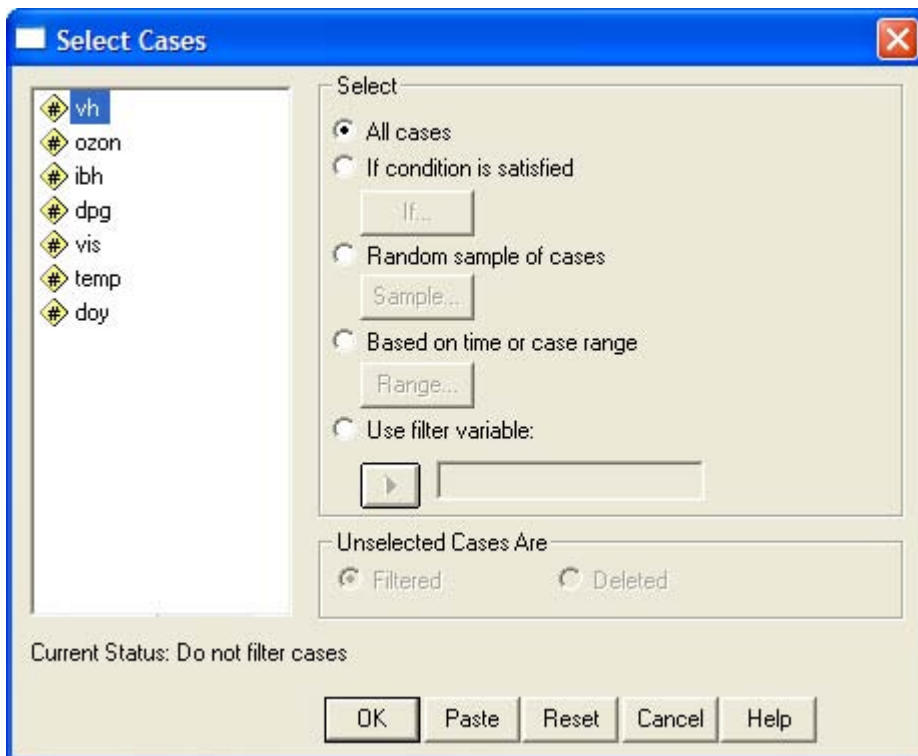 Select Cases
# vh
# ozon
# ibh
# dpg
# vis
# temp
# doy
Select
All cases
If condition is satisfied
If...
Random sample of cases
Sample...
Based on time or case range
Range...
Use filter variable:
Unselected Cases Are
Filtered Deleted
Current Status: Do not filter cases
OK Paste Reset Cancel Help